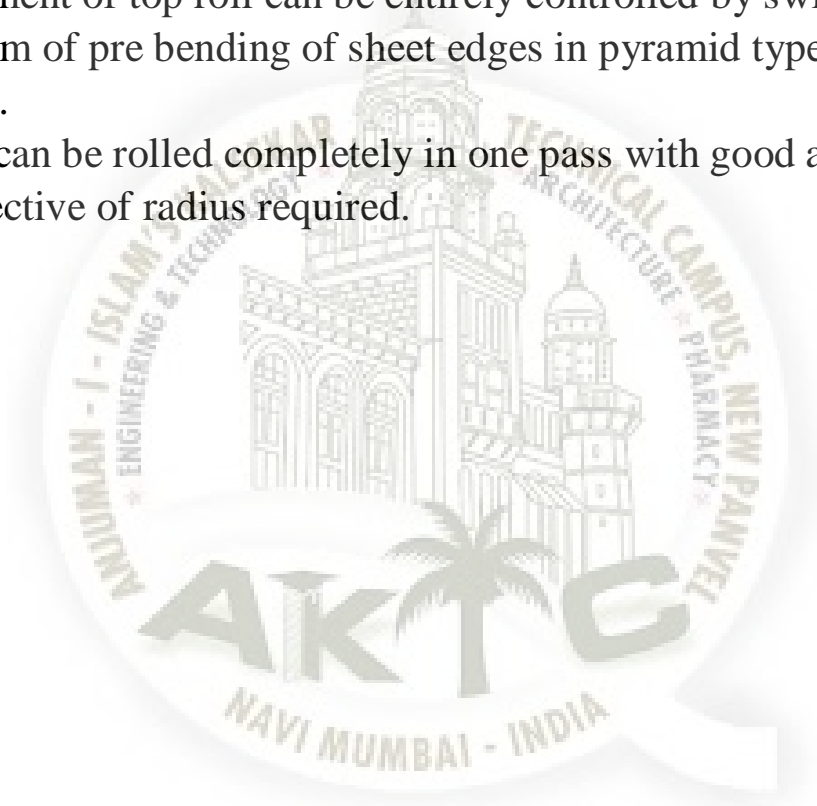 ment of top roll can be entirely controlled by swi
m of pre bending of sheet edges in pyramid type
.
can be rolled completely in one pass with good a
ective of radius required.
ANJUMAN - I - ISLAM'S KALSEKAR TECHNICAL CAMPUS, NEW PANVEL
ENGINEERING & TECHNOLOGY * ARCHITECTURE * PHARMACY *
AKTC
NAVI MUMBAI - INDIA